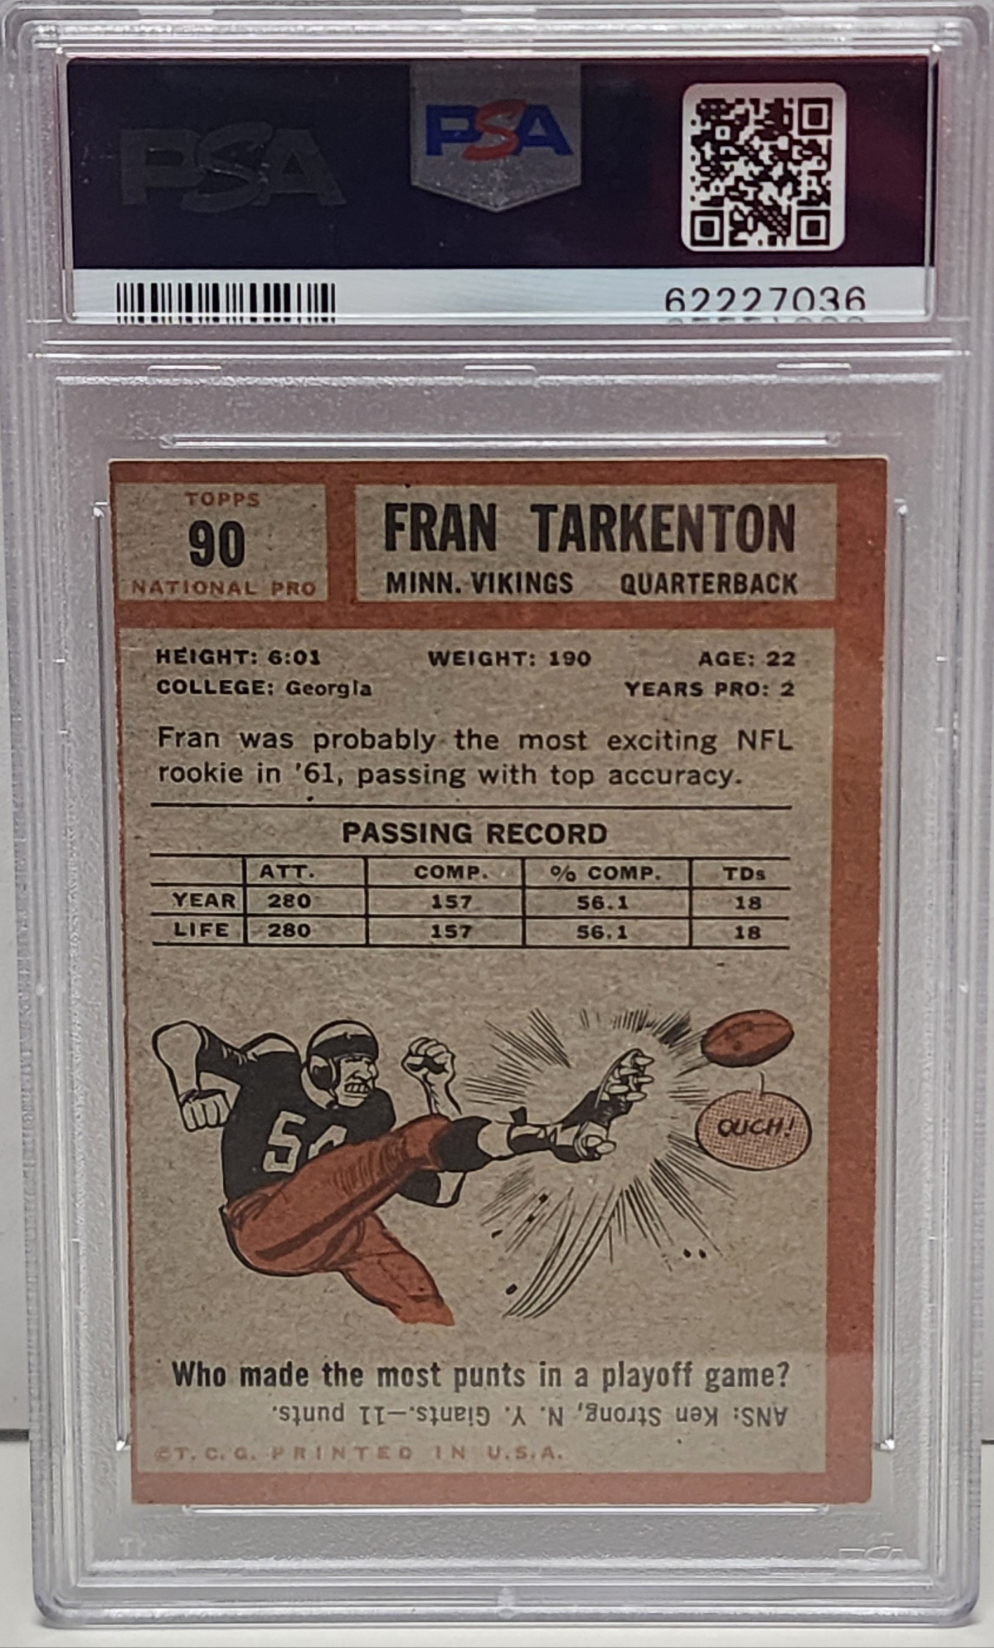 PSA
PSA
62227036
TOPPS
90
NATIONAL PRO
FRAN TARKENTON
MINN. VIKINGS QUARTERBACK
HEIGHT: 6:01 WEIGHT: 190 AGE: 22
COLLEGE: Georgia YEARS PRO: 2
Fran was probably the most exciting NFL
rookie in '61, passing with top accuracy.
PASSING RECORD
ATT. COMP. % COMP. TDs
YEAR 280 157 56.1 18
LIFE 280 157 56.1 18
50
OUCH!
Who made the most punts in a playoff game?
ANS: Ken Strong, N. Y. Giants.—11 punts.
©T. C. G. PRINTED IN U.S.A.
PSA